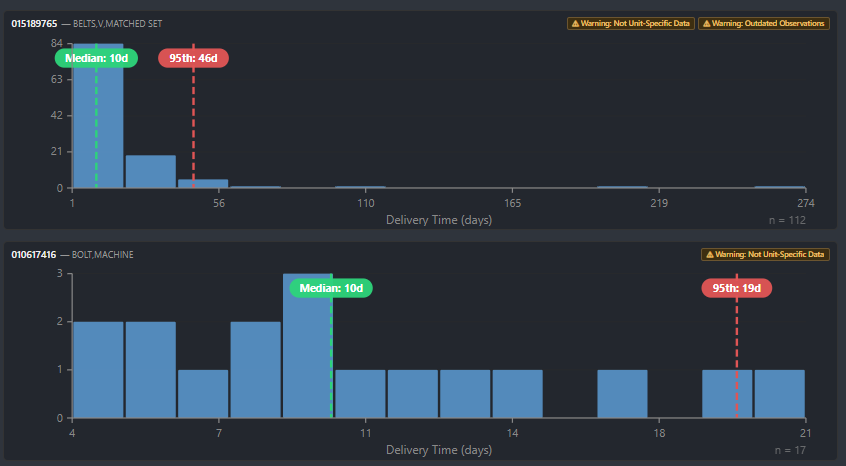 015189765 — BELTS,V,MATCHED SET
⚠ Warning: Not Unit-Specific Data ⚠ Warning: Outdated Observations
84
Median: 10d 95th: 46d
63
42
21
0
1 56 110 165 219 274
Delivery Time (days)
n = 112
010617416 — BOLT,MACHINE
⚠ Warning: Not Unit-Specific Data
3
Median: 10d 95th: 19d
2
1
0
4 7 11 14 18 21
Delivery Time (days)
n = 17